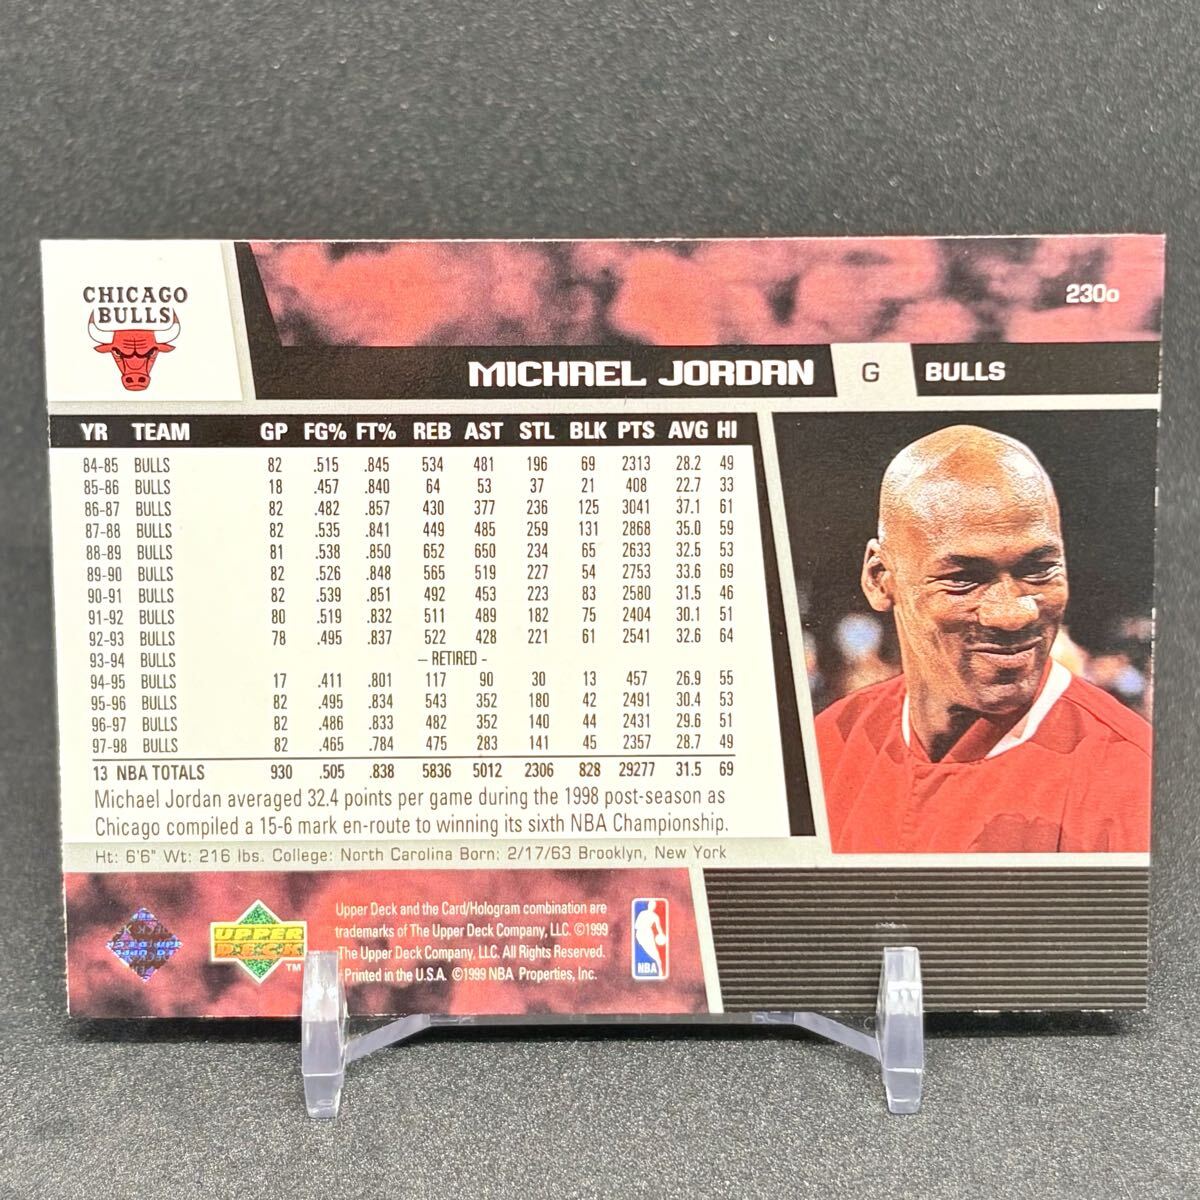 CHICAGO
BULLS
230o
MICHAEL JORDAN G BULLS
YR TEAM GP FG% FT% REB AST STL BLK PTS AVG HI
84-85 BULLS 82 .515 .845 534 481 196 69 2313 28.2 49
85-86 BULLS 18 .457 .840 64 53 37 21 408 22.7 33
86-87 BULLS 82 .482 .857 430 377 236 125 3041 37.1 61
87-88 BULLS 82 .535 .841 449 485 259 131 2868 35.0 59
88-89 BULLS 81 .538 .850 652 650 234 65 2633 32.5 53
89-90 BULLS 82 .526 .848 565 519 227 54 2753 33.6 69
90-91 BULLS 82 .539 .851 492 453 223 83 2580 31.5 46
91-92 BULLS 80 .519 .832 511 489 182 75 2404 30.1 51
92-93 BULLS 78 .495 .837 522 428 221 61 2541 32.6 64
93-94 BULLS – RETIRED -
94-95 BULLS 17 .411 .801 117 90 30 13 457 26.9 55
95-96 BULLS 82 .495 .834 543 352 180 42 2491 30.4 53
96-97 BULLS 82 .486 .833 482 352 140 44 2431 29.6 51
97-98 BULLS 82 .465 .784 475 283 141 45 2357 28.7 49
13 NBA TOTALS 930 .505 .838 5836 5012 2306 828 29277 31.5 69
Michael Jordan averaged 32.4 points per game during the 1998 post-season as
Chicago compiled a 15-6 mark en-route to winning its sixth NBA Championship.
Ht: 6'6" Wt: 216 lbs. College: North Carolina Born: 2/17/63 Brooklyn, New York
UPPER
DECK
TM
Upper Deck and the Card/Hologram combination are
trademarks of The Upper Deck Company, LLC. ©1999
The Upper Deck Company, LLC. All Rights Reserved.
Printed in the U.S.A. ©1999 NBA Properties, Inc.
NBA